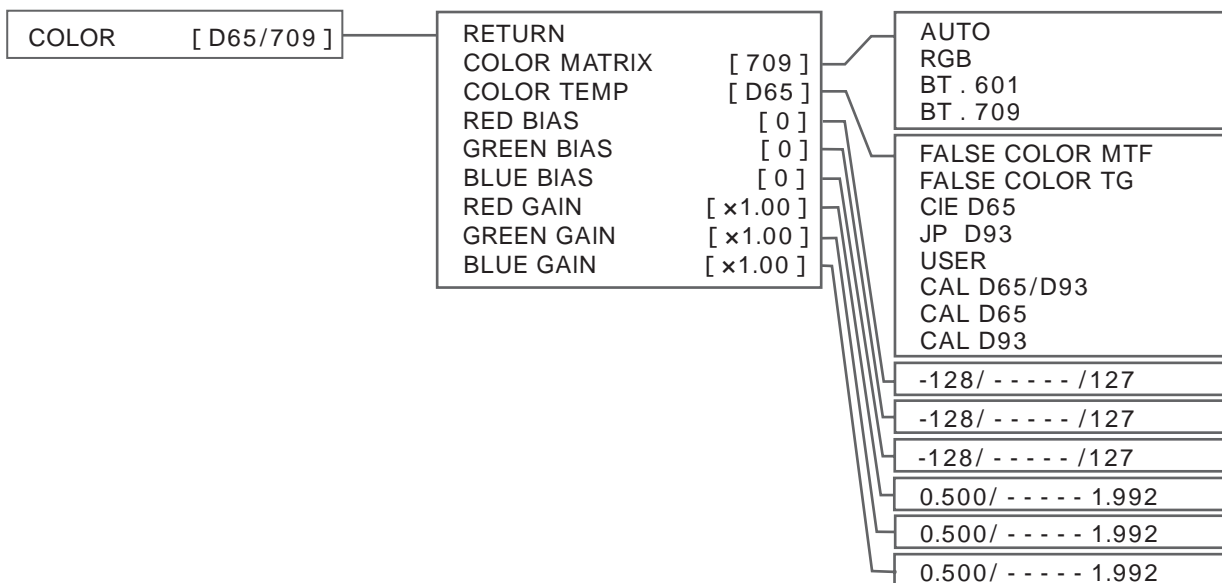 COLOR [ D65/709 ]
RETURN
COLOR MATRIX [ 709 ]
COLOR TEMP [ D65 ]
RED BIAS [ 0 ]
GREEN BIAS [ 0 ]
BLUE BIAS [ 0 ]
RED GAIN [ ×1.00 ]
GREEN GAIN [ ×1.00 ]
BLUE GAIN [ ×1.00 ]
AUTO
RGB
BT . 601
BT . 709
FALSE COLOR MTF
FALSE COLOR TG
CIE D65
JP D93
USER
CAL D65/D93
CAL D65
CAL D93
-128/ - - - - - /127
-128/ - - - - - /127
-128/ - - - - - /127
0.500/ - - - - - 1.992
0.500/ - - - - - 1.992
0.500/ - - - - - 1.992